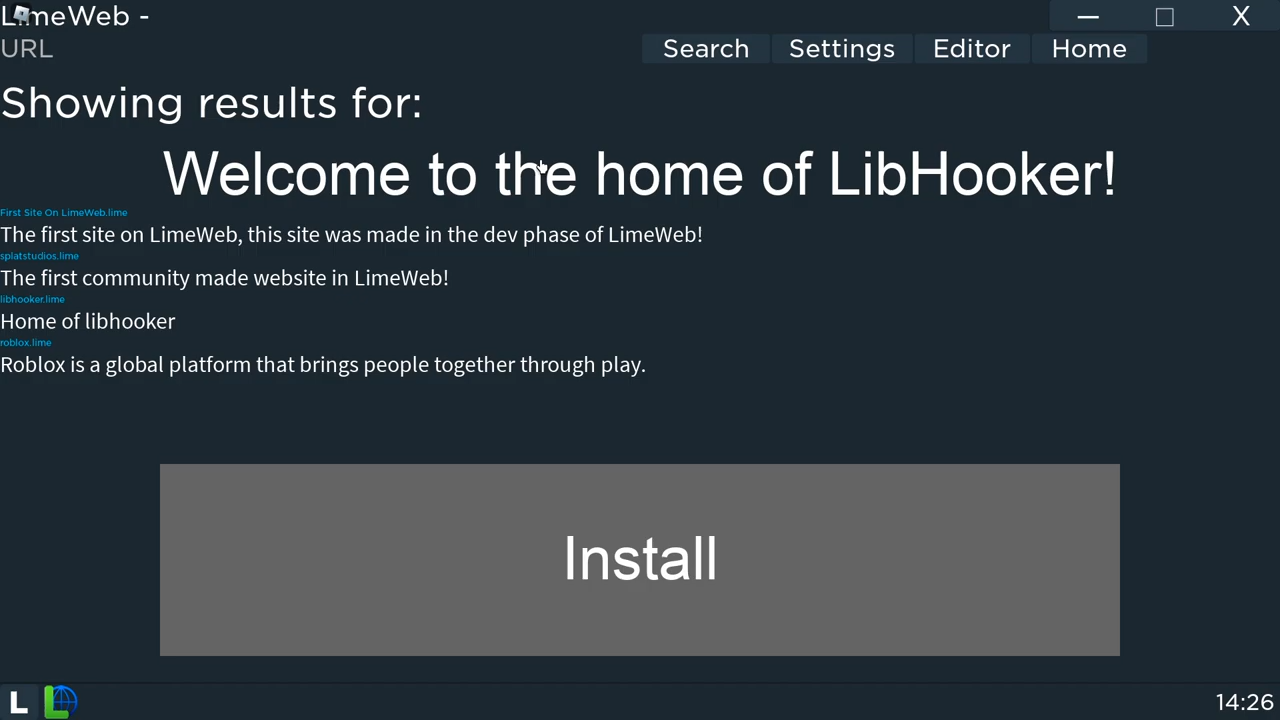 LimeWeb -
— □ X
URL
Search Settings Editor Home
Showing results for:
Welcome to the home of LibHooker!
First Site On LimeWeb.lime
The first site on LimeWeb, this site was made in the dev phase of LimeWeb!
splatstudios.lime
The first community made website in LimeWeb!
libhooker.lime
Home of libhooker
roblox.lime
Roblox is a global platform that brings people together through play.
Install
L
L
14:26